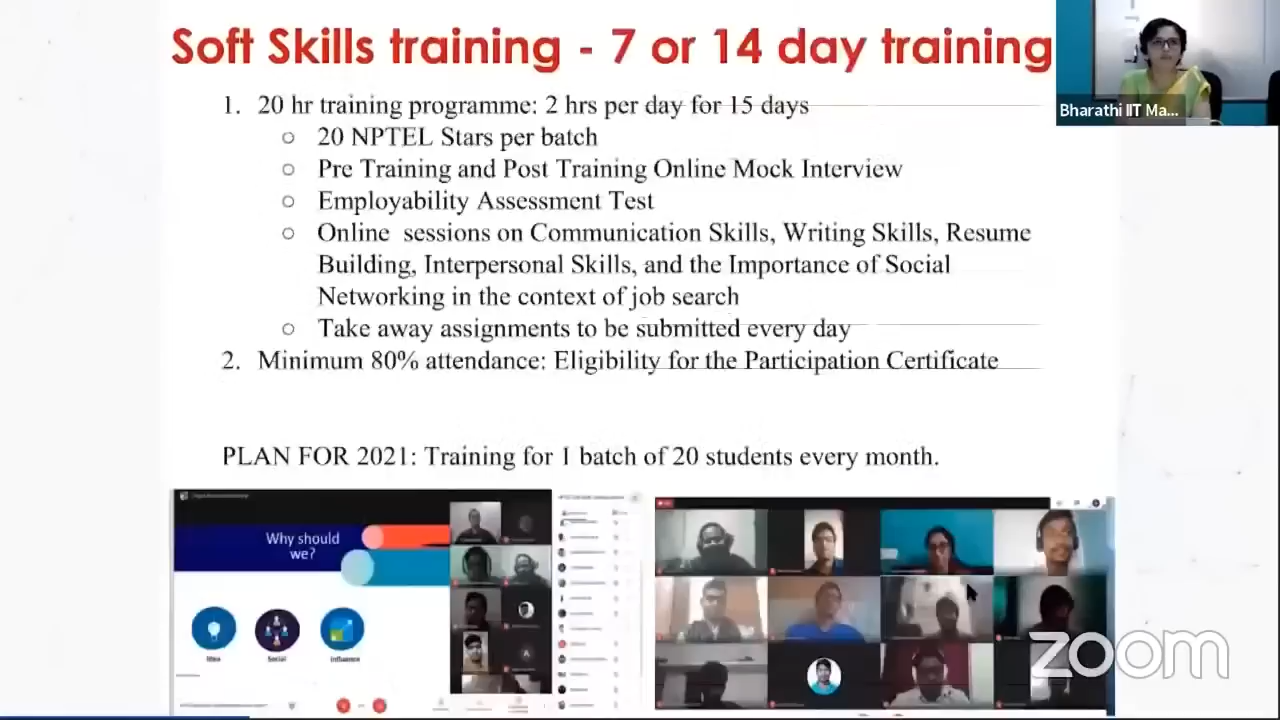 Soft Skills training - 7 or 14 day training
Bharathi IIT Ma...
1. 20 hr training programme: 2 hrs per day for 15 days
○ 20 NPTEL Stars per batch
○ Pre Training and Post Training Online Mock Interview
○ Employability Assessment Test
○ Online sessions on Communication Skills, Writing Skills, Resume
Building, Interpersonal Skills, and the Importance of Social
Networking in the context of job search
○ Take away assignments to be submitted every day
2. Minimum 80% attendance: Eligibility for the Participation Certificate
PLAN FOR 2021: Training for 1 batch of 20 students every month.
Why should
we?
Idea
Social
Influence
A
zoom